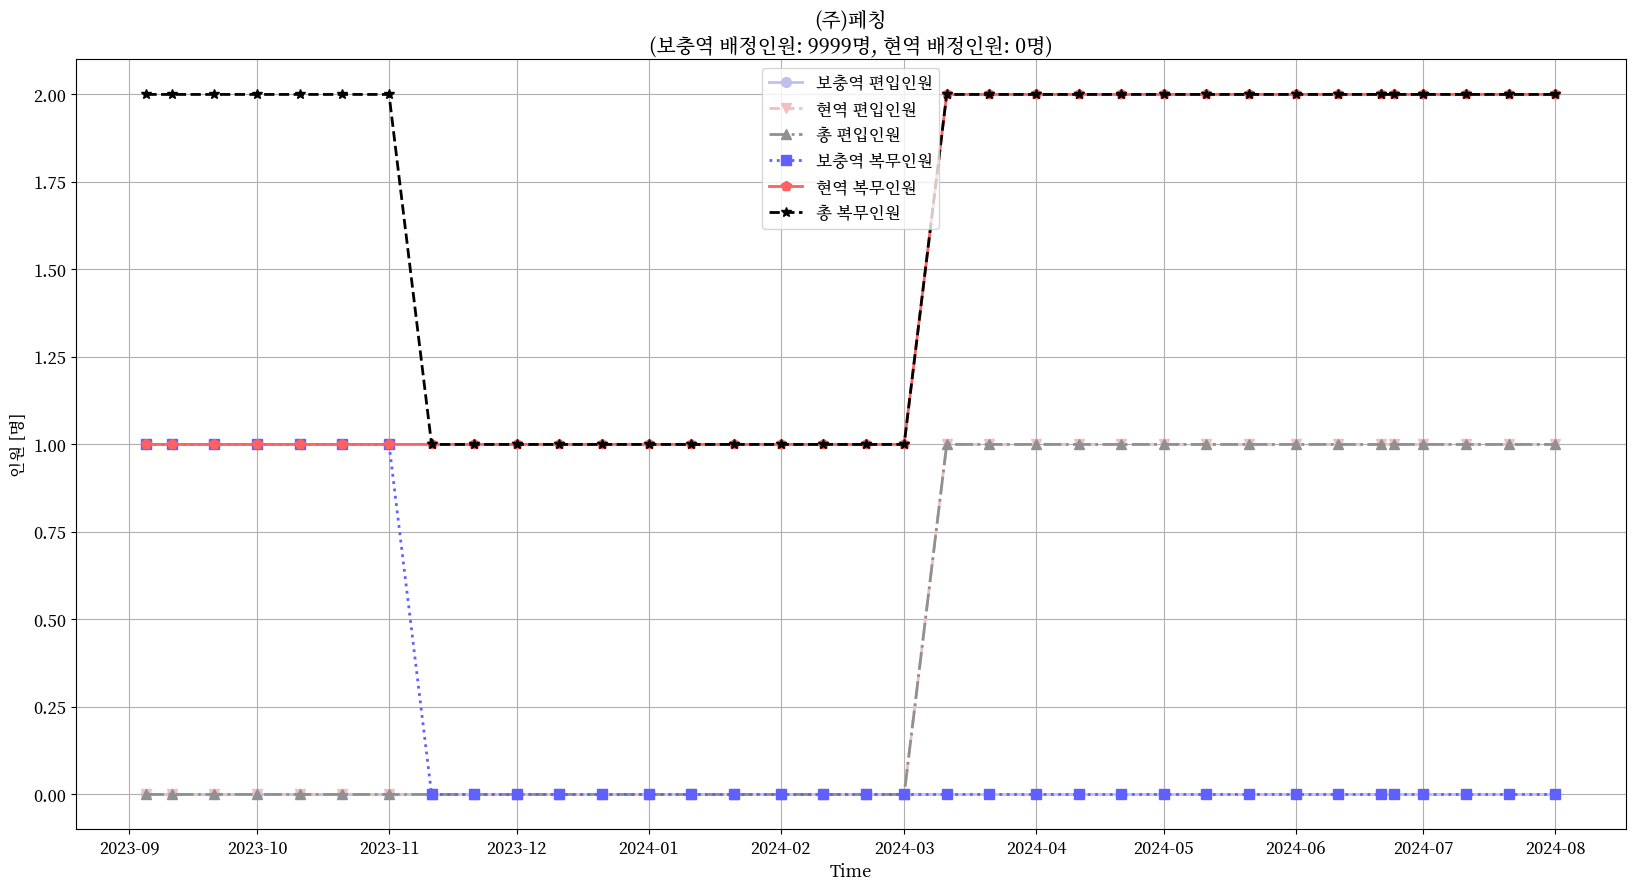 (주)페칭
(보충역 배정인원: 9999명, 현역 배정인원: 0명)
보충역 편입인원
현역 편입인원
총 편입인원
보충역 복무인원
현역 복무인원
총 복무인원
2.00
1.75
1.50
1.25
1.00
0.75
0.50
0.25
0.00
인원 [명]
2023-09 2023-10 2023-11 2023-12 2024-01 2024-02 2024-03 2024-04 2024-05 2024-06 2024-07 2024-08
Time